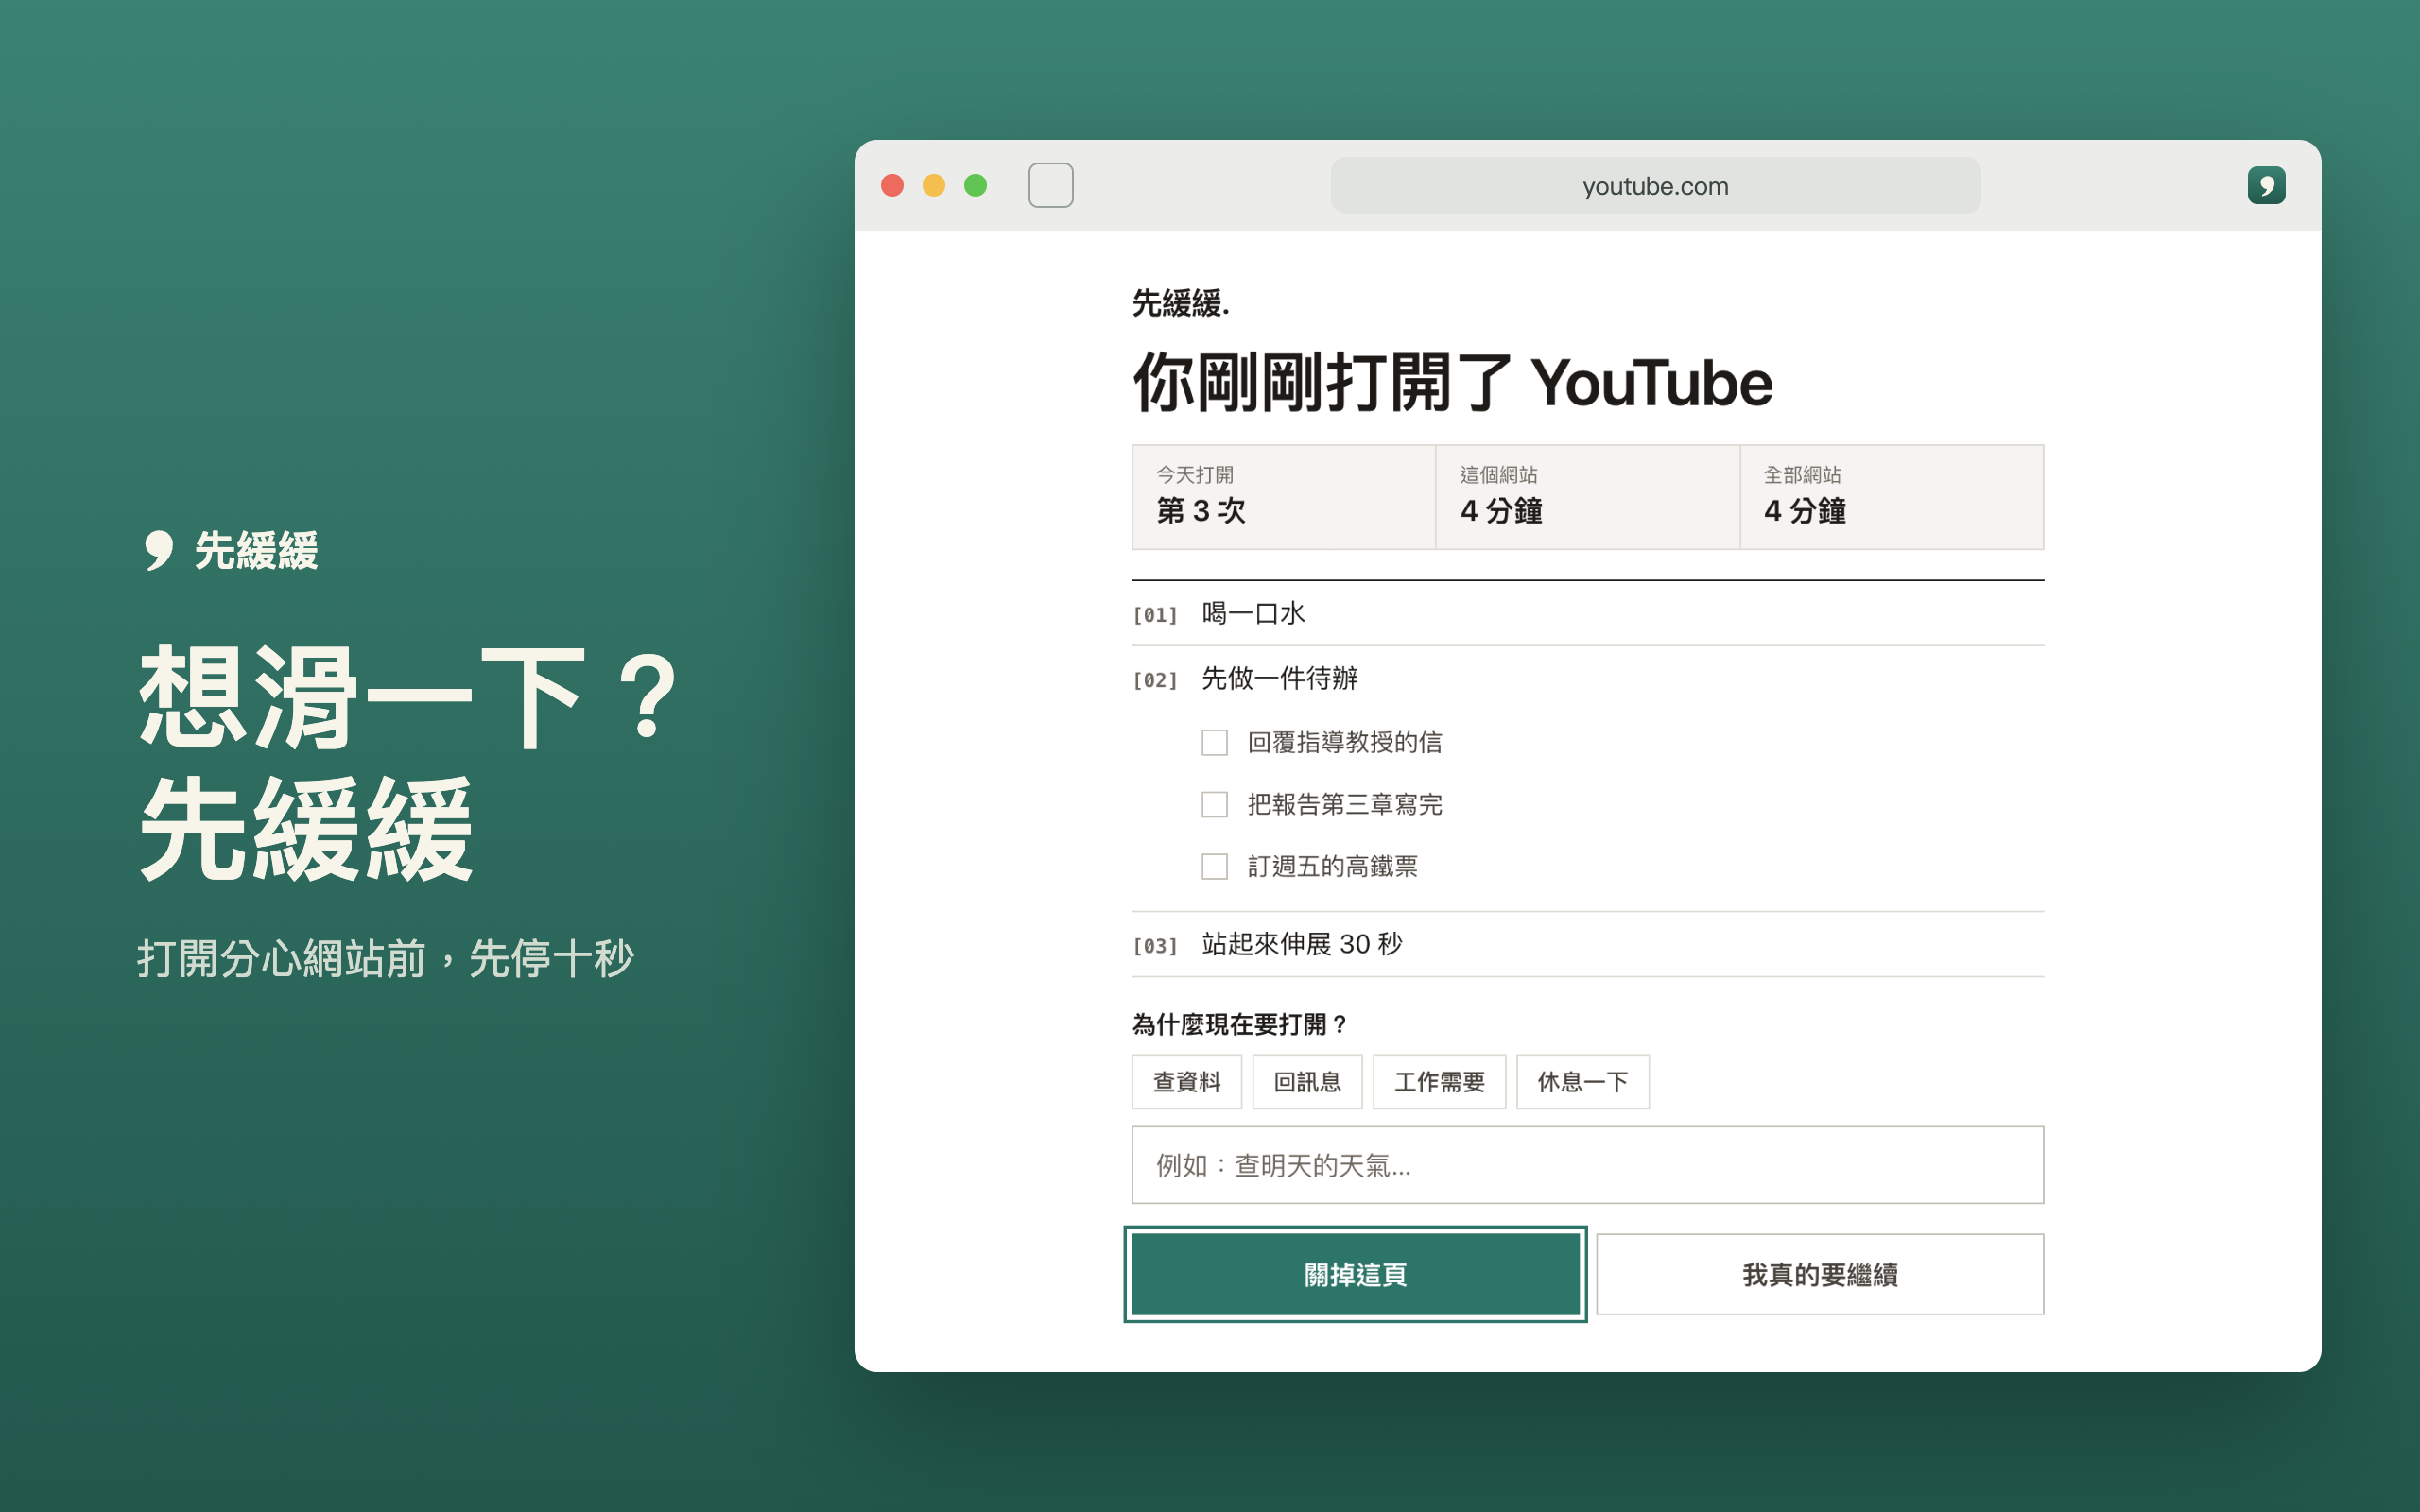 先緩緩
想滑一下？
先緩緩
打開分心網站前，先停十秒
youtube.com
先緩緩.
你剛剛打開了 YouTube
今天打開 這個網站 全部網站
第 3 次 4 分鐘 4 分鐘
[01] 喝一口水
[02] 先做一件待辦
回覆指導教授的信
把報告第三章寫完
訂週五的高鐵票
[03] 站起來伸展 30 秒
為什麼現在要打開？
查資料 回訊息 工作需要 休息一下
例如：查明天的天氣...
關掉這頁 我真的要繼續